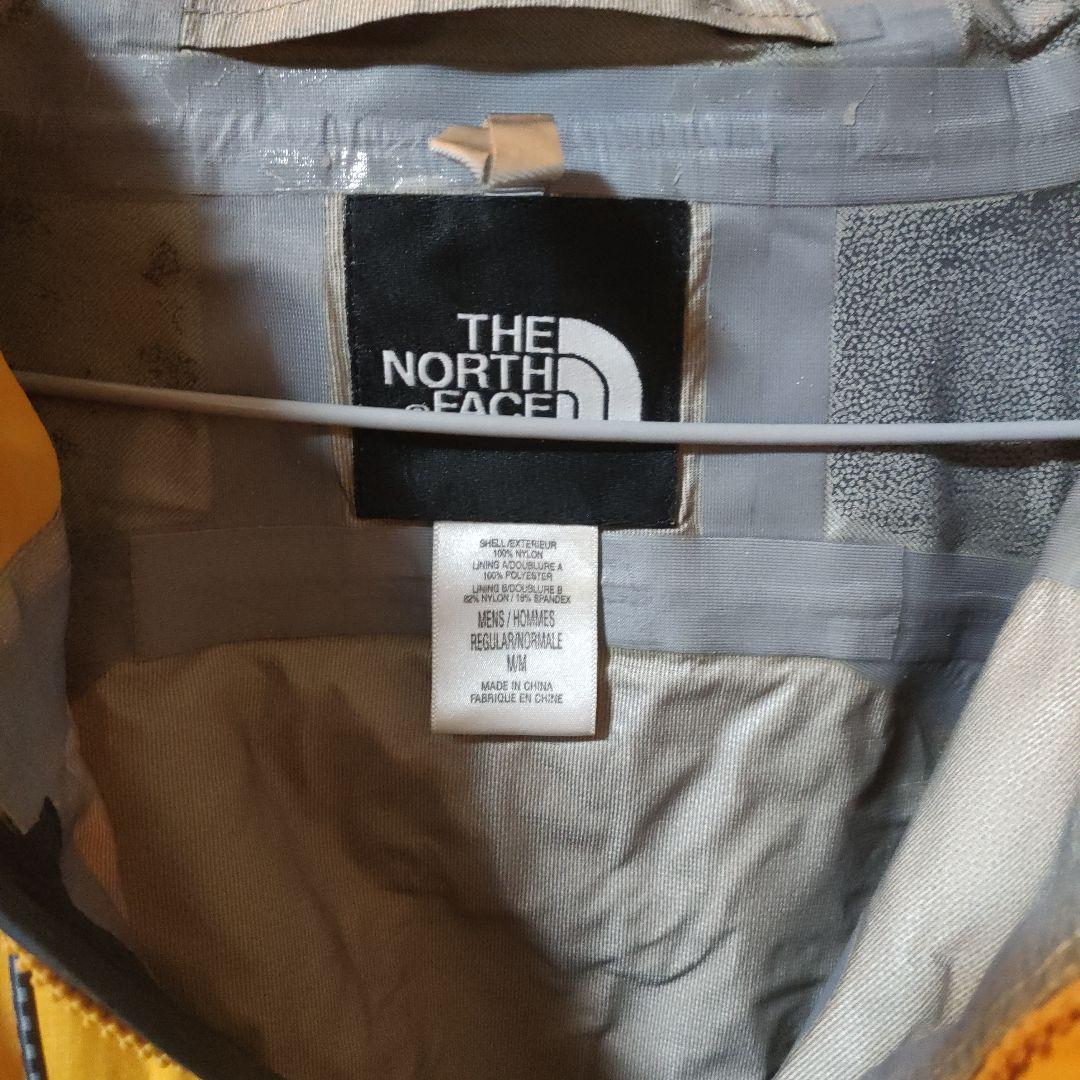 THE
NORTH
® FACE
SHELL/EXTERIEUR
100% NYLON
LINING A/DOUBLURE A
100% POLYESTER
LINING B/DOUBLURE B
82% NYLON / 18% SPANDEX
MENS / HOMMES
REGULAR/NORMALE
M/M
MADE IN CHINA
FABRIQUE EN CHINE